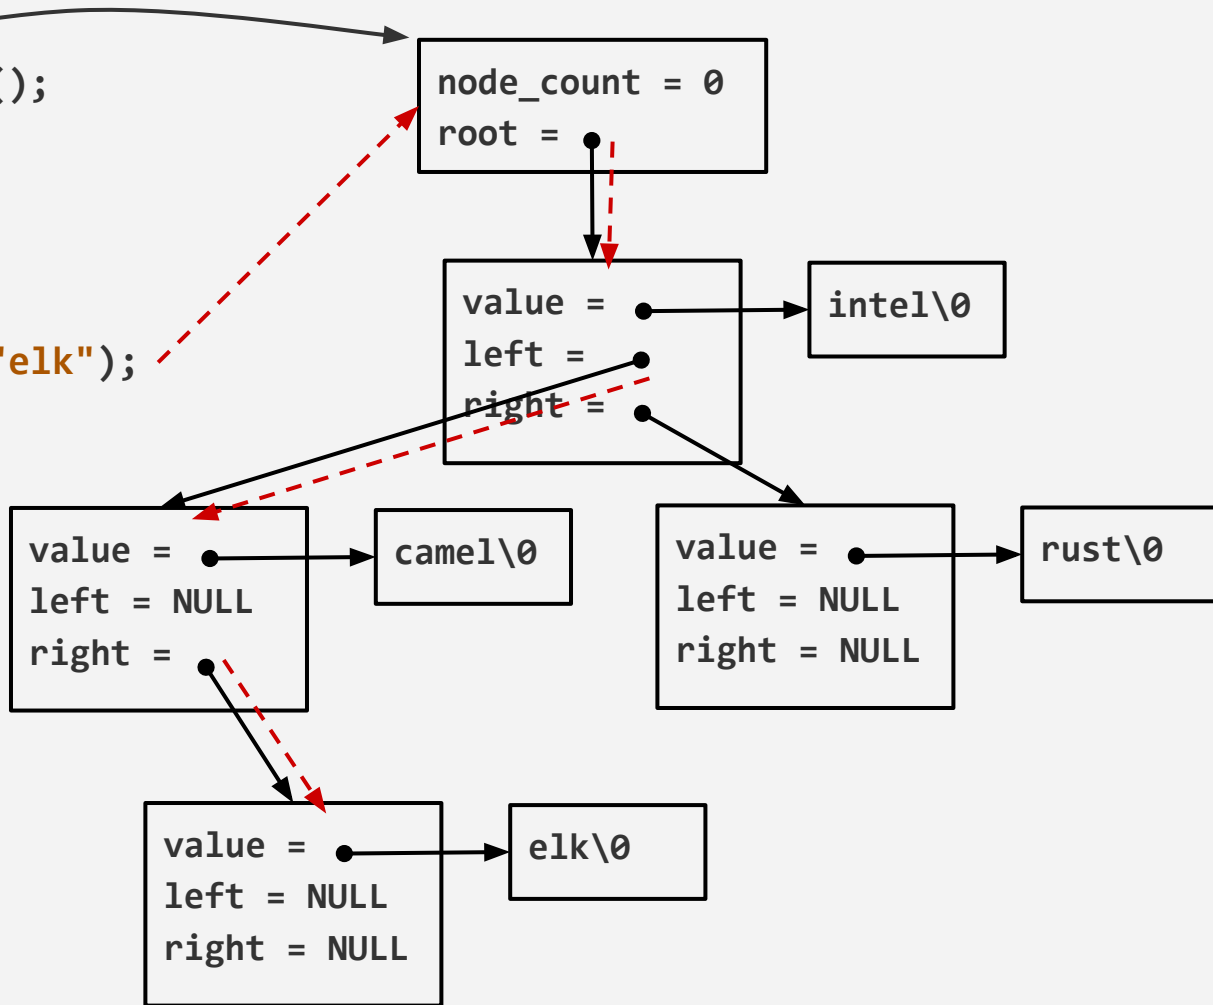 ();
node_count = 0
root =
"elk");
value =
left =
right =
intel\0
value =
left = NULL
right =
camel\0
value =
left = NULL
right = NULL
rust\0
value =
left = NULL
right = NULL
elk\0